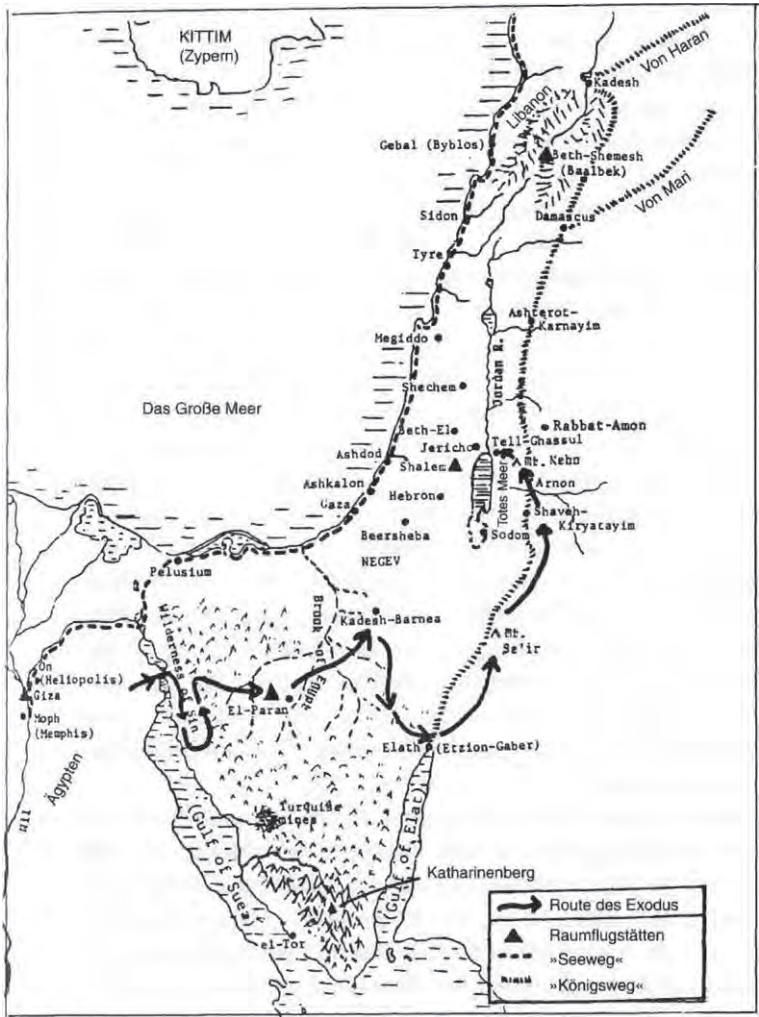 KITTIM
(Zypern)
Von Haran
Kadesh
Libanon
Gebal (Byblos)
Beth-Shemesh
(Baalbek)
Von Mari
Sidon
Damascus
Tyre
Ashterot-
Karnayim
Megiddo
Jordan R.
Shechem
Das Große Meer
Beth-El
Rabbat-Amon
Jericho
Tell-Ghassul
Ashdod
Shalem
Mt. Nebo
Ashkalon
Arnon
Gaza
Hebron
Totes Meer
Shaveh-
Kiryatayim
Beersheba
Sodom
NEGEV
Pelusium
Brook of Egypt
Kadesh-Barnea
Wilderness of Sin
Mt.
Se'ir
On
(Heliopolis)
Giza
El-Paran
Moph
(Memphis)
Elath (Etzion-Gaber)
Ägypten
Turquise
mines
(Gulf of Suez)
(Gulf of Elat)
Katharinenberg
el-Tor
Route des Exodus
Raumflugstätten
»Seeweg«
»Königsweg«